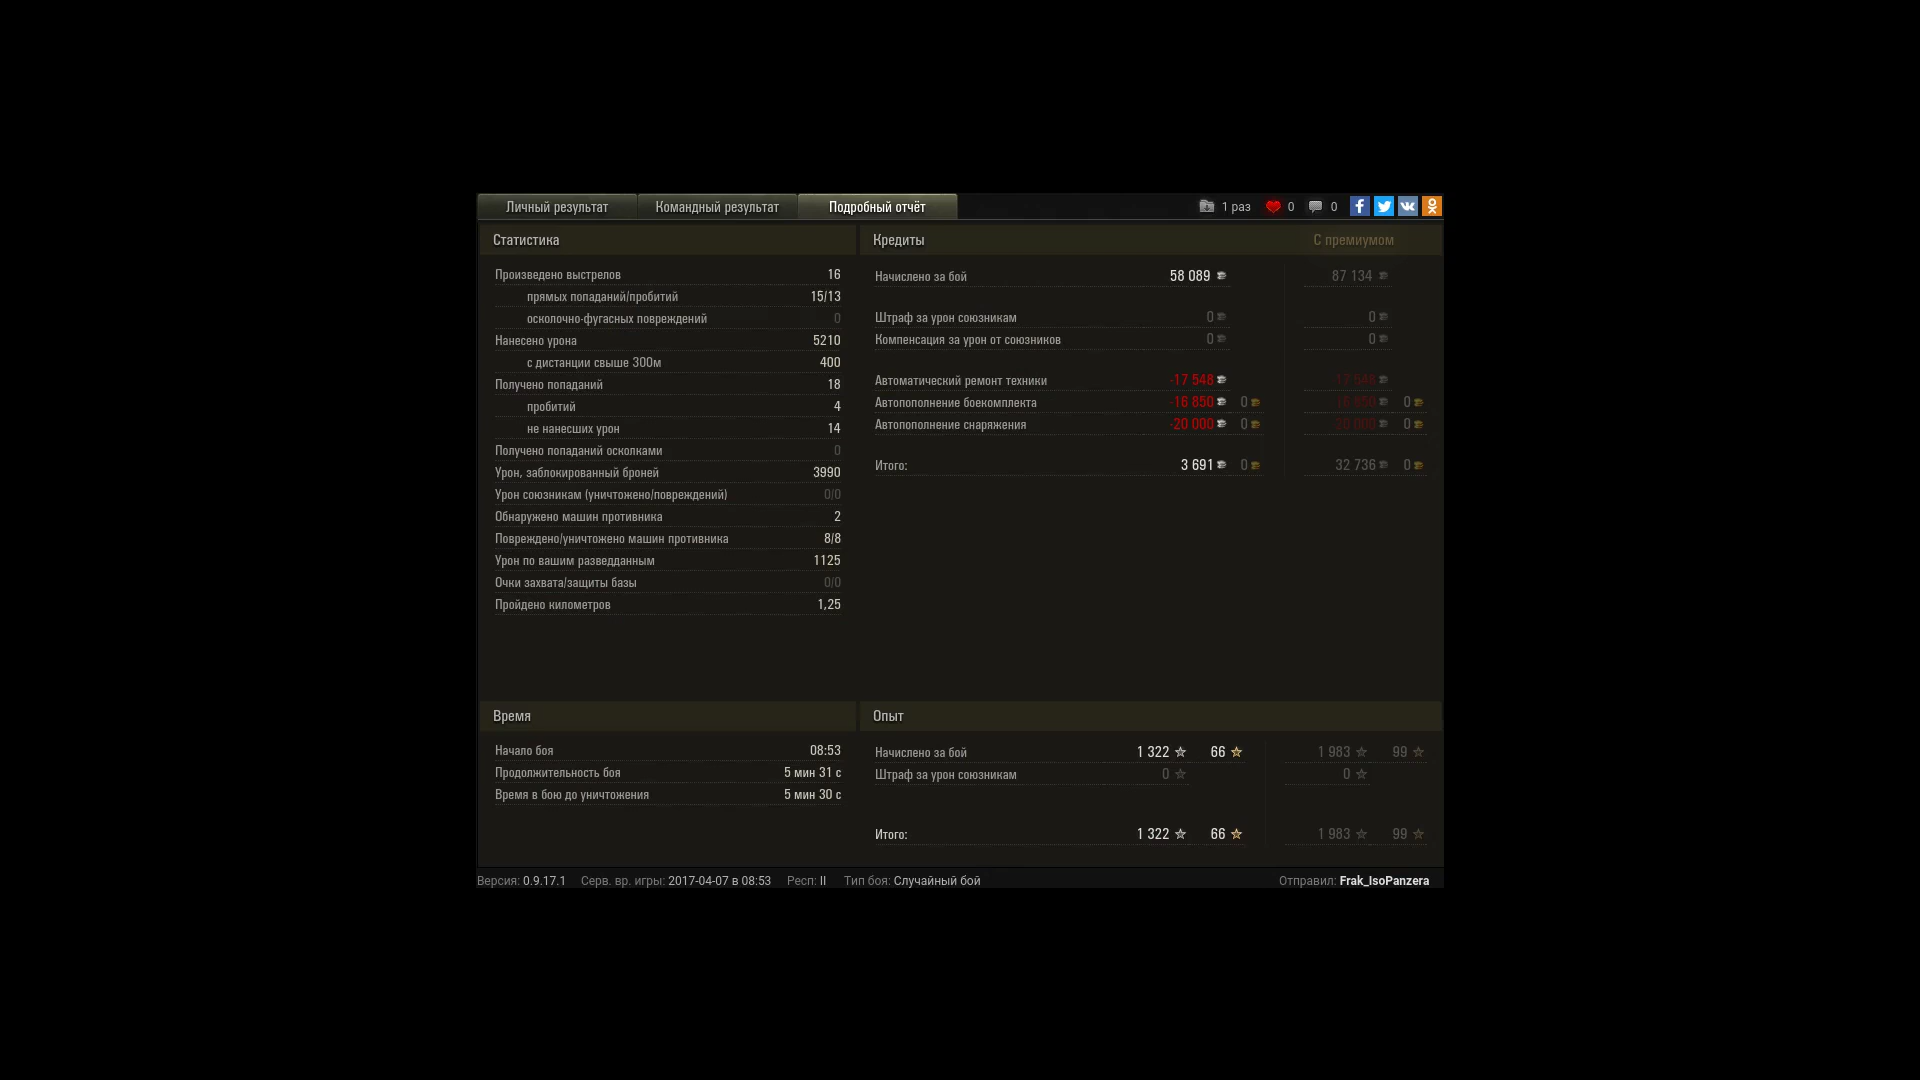 Личный результат Командный результат Подробный отчёт 1 раз 0 0
Статистика
Произведено выстрелов 16
прямых попаданий/пробитий 15/13
осколочно-фугасных повреждений 0
Нанесено урона 5210
с дистанции свыше 300м 400
Получено попаданий 18
пробитий 4
не нанесших урон 14
Получено попаданий осколками 0
Урон, заблокированный броней 3990
Урон союзникам (уничтожено/повреждений) 0/0
Обнаружено машин противника 2
Повреждено/уничтожено машин противника 8/8
Урон по вашим разведданным 1125
Очки захвата/защиты базы 0/0
Пройдено километров 1,25
Кредиты С премиумом
Начислено за бой 58 089 87 134
Штраф за урон союзникам 0 0
Компенсация за урон от союзников 0 0
Автоматический ремонт техники -17 548 -17 548
Автопополнение боекомплекта -16 850 0 -16 850 0
Автопополнение снаряжения -20 000 0 -20 000 0
Итого: 3 691 0 32 736 0
Время
Начало боя 08:53
Продолжительность боя 5 мин 31 с
Время в бою до уничтожения 5 мин 30 с
Опыт
Начислено за бой 1 322 66 1 983 99
Штраф за урон союзникам 0 0
Итого: 1 322 66 1 983 99
Версия: 0.9.17.1 Серв. вр. игры: 2017-04-07 в 08:53 Респ: II Тип боя: Случайный бой Отправил: Frak_IsoPanzera